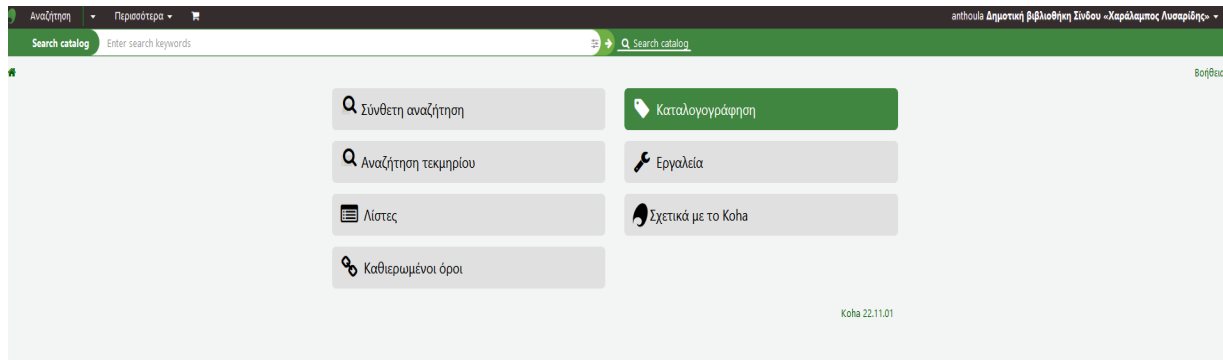 Αναζήτηση Περισσότερα anthoula Δημοτική βιβλιοθήκη Σίνδου «Χαράλαμπος Λυσαρίδης»
Search catalog Enter search keywords Search catalog
Βοήθεια
Σύνθετη αναζήτηση Καταλογογράφηση
Αναζήτηση τεκμηρίου Εργαλεία
Λίστες Σχετικά με το Koha
Καθιερωμένοι όροι
Koha 22.11.01